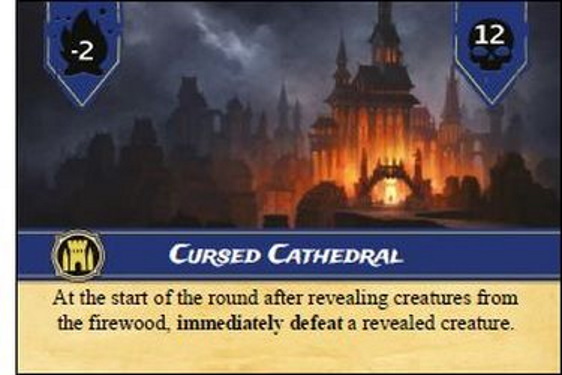 -2
12
CURSED CATHEDRAL
At the start of the round after revealing creatures from
the firewood, immediately defeat a revealed creature.